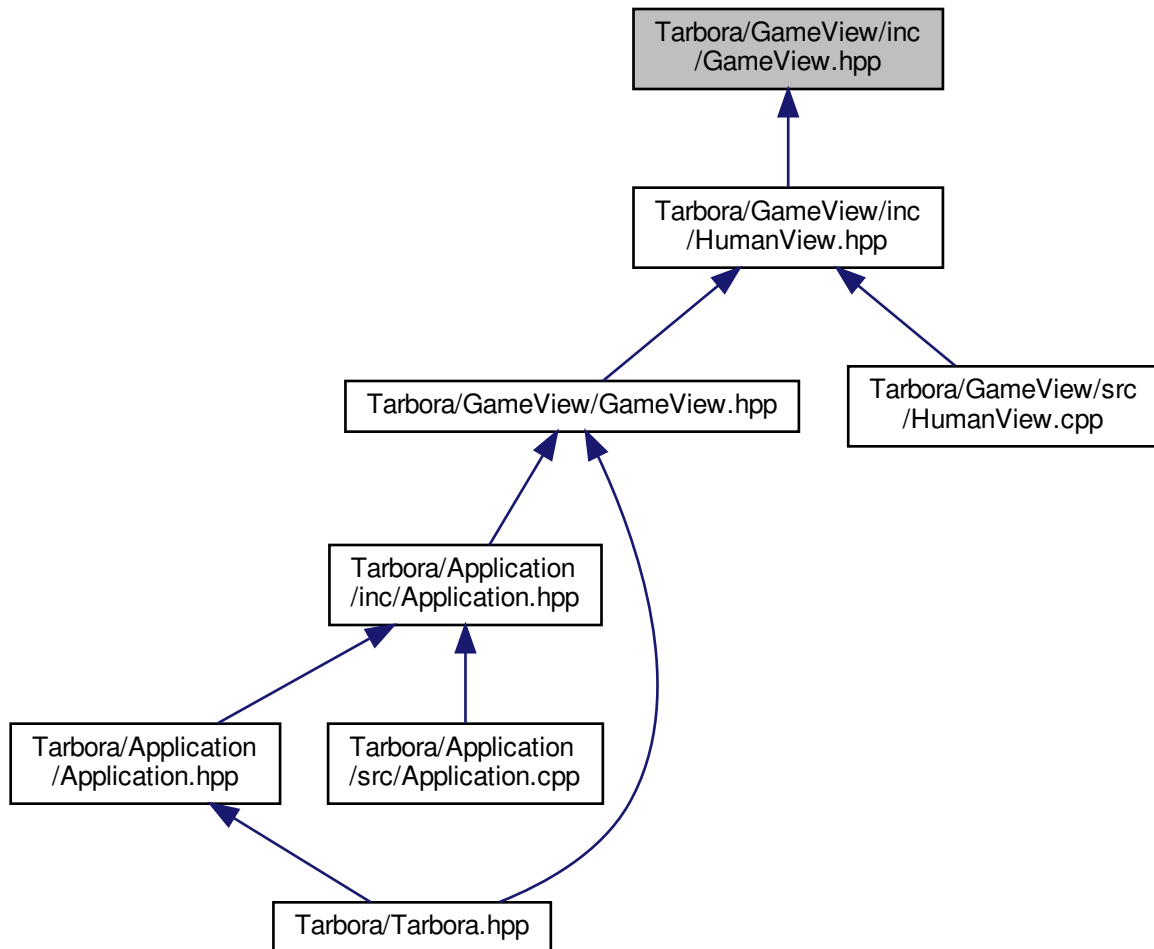 Tarbora/GameView/inc
/GameView.hpp
Tarbora/GameView/inc
/HumanView.hpp
Tarbora/GameView/GameView.hpp
Tarbora/GameView/src
/HumanView.cpp
Tarbora/Application
/inc/Application.hpp
Tarbora/Application
/Application.hpp
Tarbora/Application
/src/Application.cpp
Tarbora/Tarbora.hpp